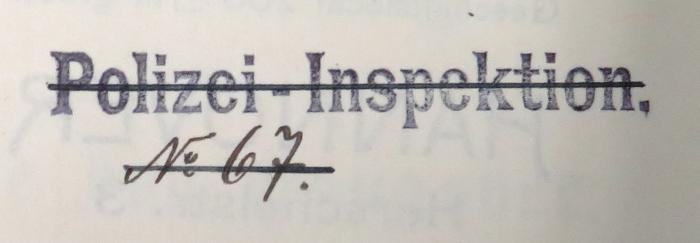 Polizei-Inspektion.
No 67.